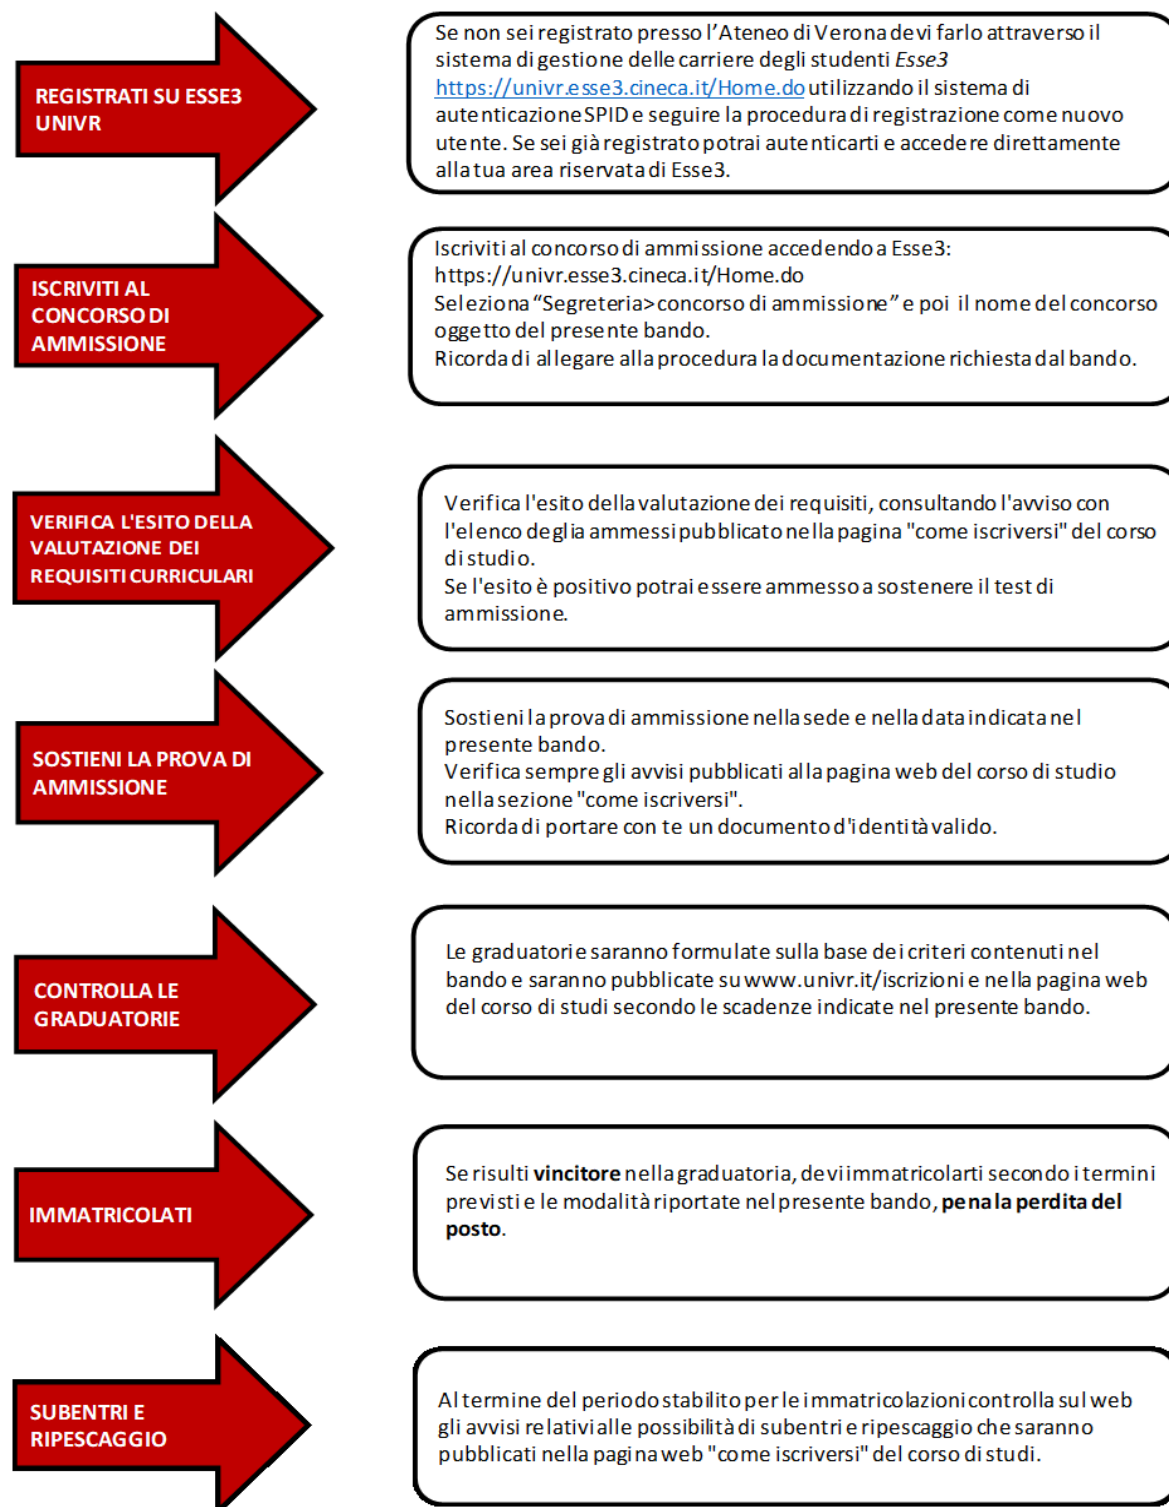 REGISTRATI SU ESSE3
UNIVR
Se non sei registrato presso l'Ateneo di Verona devi farlo attraverso il
sistema di gestione delle carriere degli studenti Esse3
https://univr.esse3.cineca.it/Home.do utilizzando il sistema di
autenticazione SPID e seguire la procedura di registrazione come nuovo
utente. Se sei già registrato potrai autenticarti e accedere direttamente
alla tua area riservata di Esse3.
ISCRIVITI AL
CONCORSO DI
AMMISSIONE
Iscriviti al concorso di ammissione accedendo a Esse3:
https://univr.esse3.cineca.it/Home.do
Seleziona “Segreteria>concorso di ammissione” e poi il nome del concorso
oggetto del presente bando.
Ricorda di allegare alla procedura la documentazione richiesta dal bando.
VERIFICA L'ESITO DELLA
VALUTAZIONE DEI
REQUISITI CURRICULARI
Verifica l'esito della valutazione dei requisiti, consultando l'avviso con
l'elenco deglia ammessi pubblicato nella pagina "come iscriversi" del corso
di studio.
Se l'esito è positivo potrai essere ammesso a sostenere il test di
ammissione.
SOSTIENI LA PROVA DI
AMMISSIONE
Sostieni la prova di ammissione nella sede e nella data indicata nel
presente bando.
Verifica sempre gli avvisi pubblicati alla pagina web del corso di studio
nella sezione "come iscriversi".
Ricorda di portare con te un documento d'identità valido.
CONTROLLA LE
GRADUATORIE
Le graduatorie saranno formulate sulla base dei criteri contenuti nel
bando e saranno pubblicate su www.univr.it/iscrizioni e nella pagina web
del corso di studi secondo le scadenze indicate nel presente bando.
IMMATRICOLATI
Se risulti vincitore nella graduatoria, devi immatricolarti secondo i termini
previsti e le modalità riportate nel presente bando, pena la perdita del
posto.
SUBENTRI E
RIPESCAGGIO
Al termine del periodo stabilito per le immatricolazioni controlla sul web
gli avvisi relativi alle possibilità di subentri e ripescaggio che saranno
pubblicati nella pagina web "come iscriversi" del corso di studi.